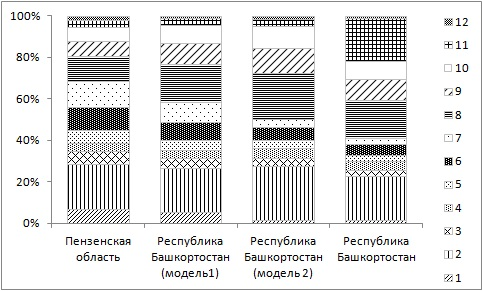 100%
80%
60%
40%
20%
0%
Пензенская
область
Республика
Башкортостан
(модель1)
Республика
Башкортостан
(модель 2)
Республика
Башкортостан
12
11
10
9
8
7
6
5
4
3
2
1